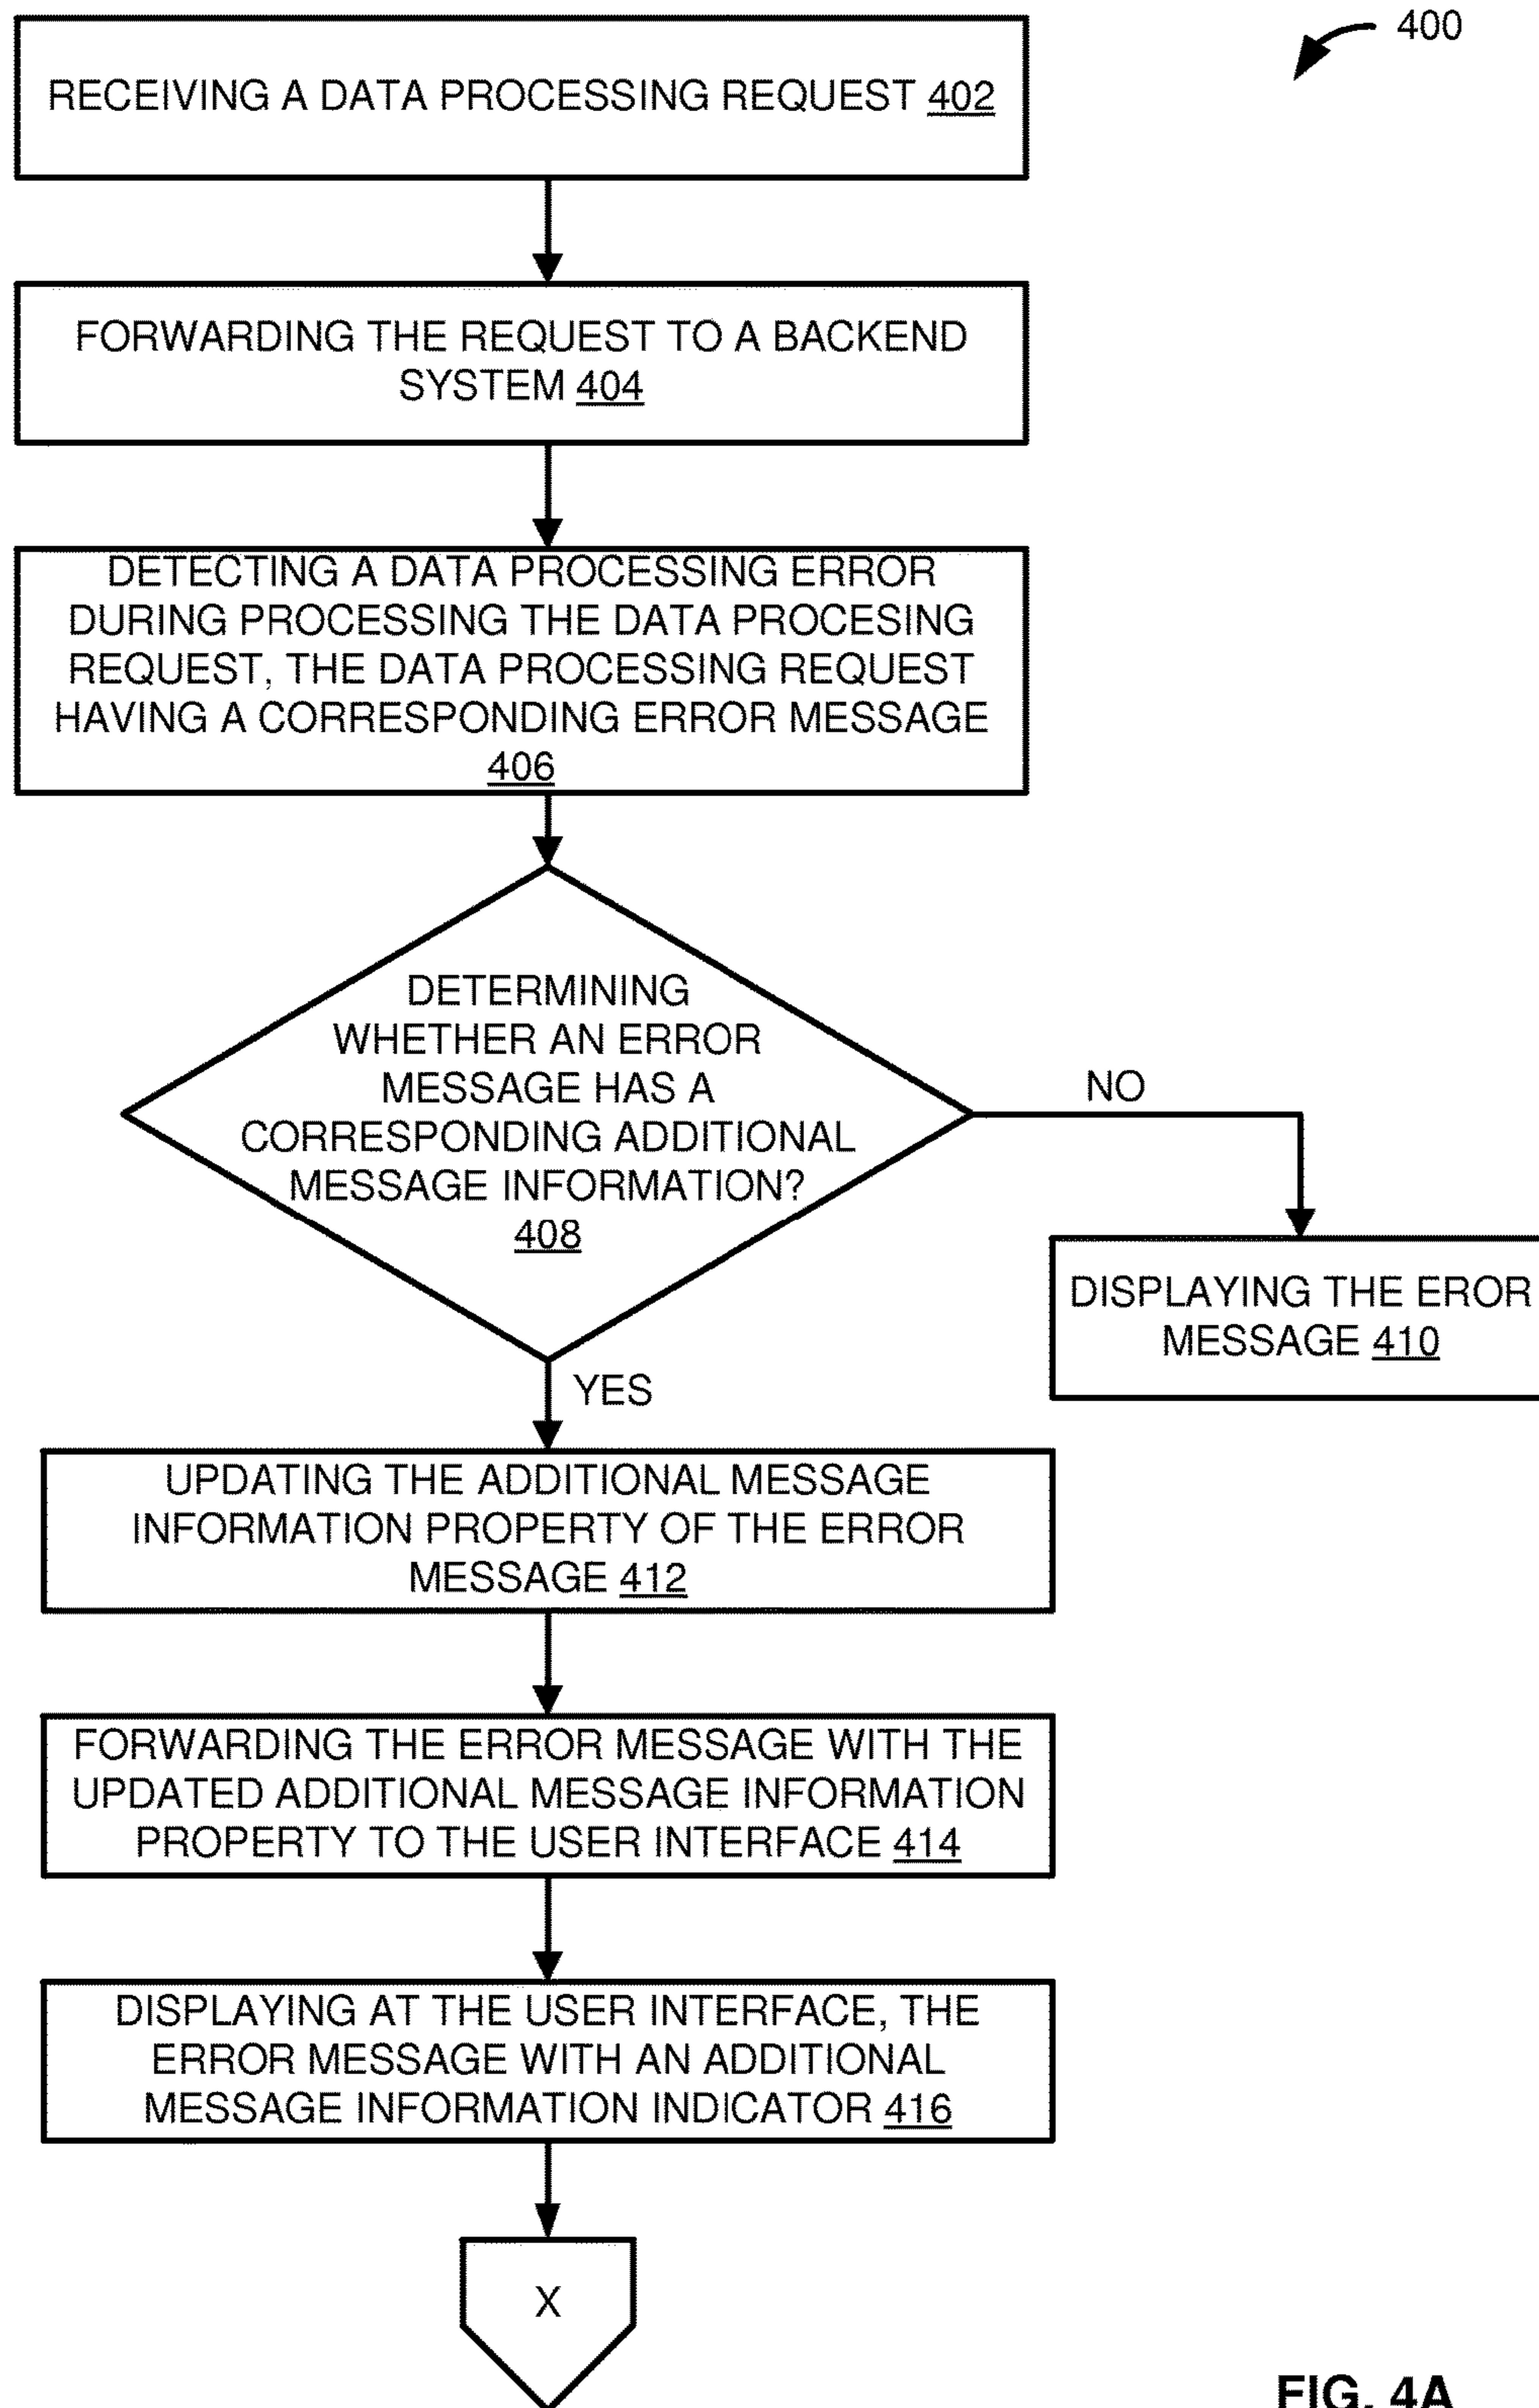 400
RECEIVING A DATA PROCESSING REQUEST 402
FORWARDING THE REQUEST TO A BACKEND
SYSTEM 404
DETECTING A DATA PROCESSING ERROR
DURING PROCESSING THE DATA PROCESING
REQUEST, THE DATA PROCESSING REQUEST
HAVING A CORRESPONDING ERROR MESSAGE
406
DETERMINING
WHETHER AN ERROR
MESSAGE HAS A
CORRESPONDING ADDITIONAL
MESSAGE INFORMATION?
408
NO
DISPLAYING THE EROR
MESSAGE 410
YES
UPDATING THE ADDITIONAL MESSAGE
INFORMATION PROPERTY OF THE ERROR
MESSAGE 412
FORWARDING THE ERROR MESSAGE WITH THE
UPDATED ADDITIONAL MESSAGE INFORMATION
PROPERTY TO THE USER INTERFACE 414
DISPLAYING AT THE USER INTERFACE, THE
ERROR MESSAGE WITH AN ADDITIONAL
MESSAGE INFORMATION INDICATOR 416
X
FIG. 4A